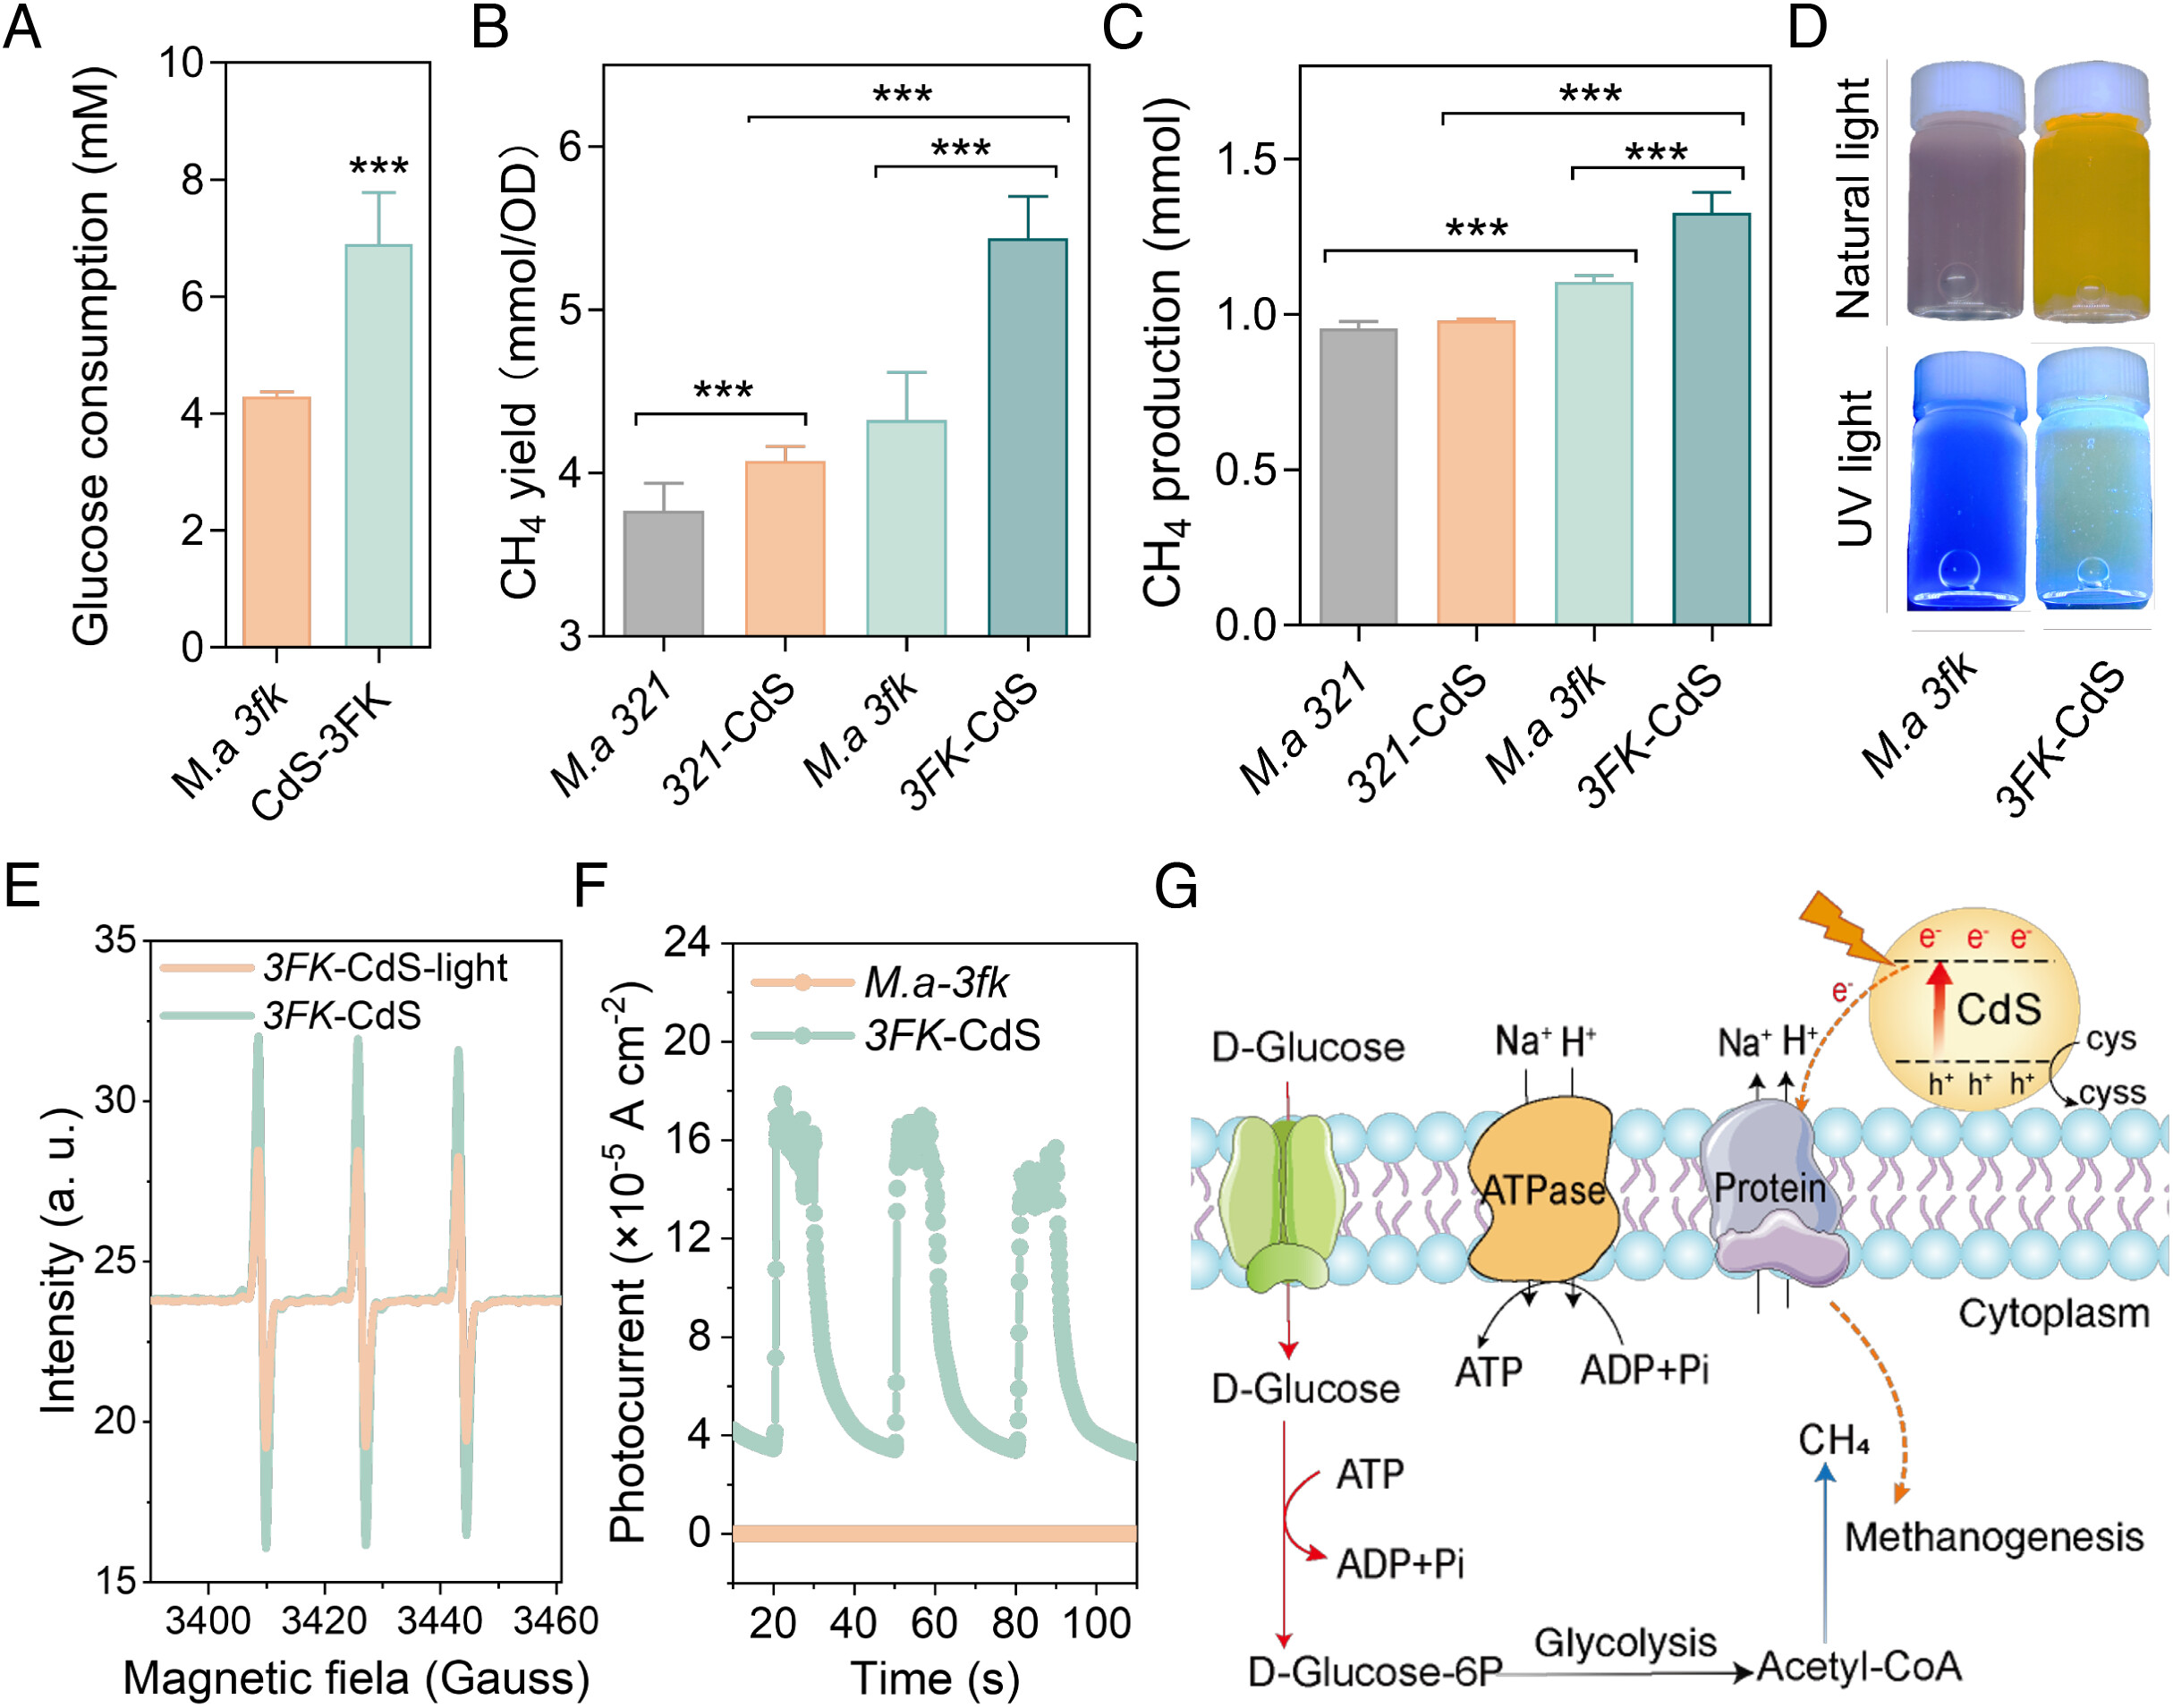 A
Glucose consumption (mM)
10
8
6
4
2
0
***
M.a 3fk
CdS-3FK
B
CH₄ yield (mmol/OD)
6
5
4
3
***
***
***
M.a 321
321-CdS
M.a 3fk
3FK-CdS
C
CH₄ production (mmol)
1.5
1.0
0.5
0.0
***
***
***
M.a 321
321-CdS
M.a 3fk
3FK-CdS
D
Natural light
UV light
M.a 3fk
3FK-CdS
E
Intensity (a. u.)
35
30
25
20
15
3FK-CdS-light
3FK-CdS
3400 3420 3440 3460
Magnetic fiela (Gauss)
F
Photocurrent (×10⁻⁵ A cm⁻²)
24
20
16
12
8
4
0
M.a-3fk
3FK-CdS
20 40 60 80 100
Time (s)
G
e⁻ e⁻ e⁻
e⁻
CdS
h⁺ h⁺ h⁺
cys
cyss
D-Glucose
Na⁺ H⁺
Na⁺ H⁺
ATPase
Protein
Cytoplasm
D-Glucose
ATP
ADP+Pi
CH₄
ATP
ADP+Pi
Methanogenesis
D-Glucose-6P
Glycolysis
Acetyl-CoA